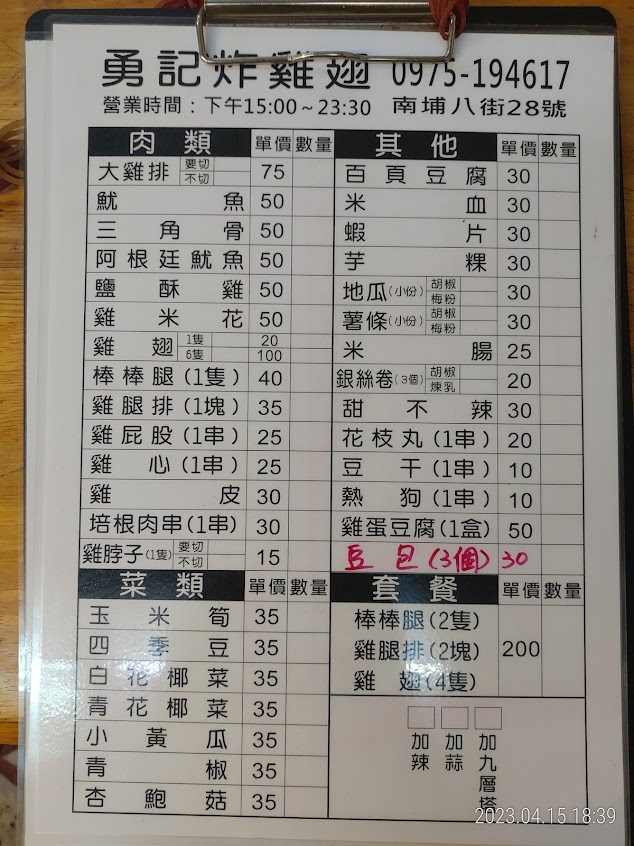 勇記炸雞翅 0975-194617
營業時間：下午15:00～23:30 南埔八街28號
肉類 單價 數量
大雞排 要切 不切 75
魷魚 50
三角骨 50
阿根廷魷魚 50
鹽酥雞 50
雞米花 50
雞翅 1隻 20 6隻 100
棒棒腿(1隻) 40
雞腿排(1塊) 35
雞屁股(1串) 25
雞心(1串) 25
雞皮 30
培根肉串(1串) 30
雞脖子(1隻) 要切 不切 15
菜類 單價 數量
玉米筍 35
四季豆 35
白花椰菜 35
青花椰菜 35
小黃瓜 35
青椒 35
杏鮑菇 35
其他 單價 數量
百頁豆腐 30
米血 30
蝦片 30
芋粿 30
地瓜(小份) 胡椒 梅粉 30
薯條(小份) 胡椒 梅粉 30
米腸 25
銀絲卷(3個) 胡椒 煉乳 20
甜不辣 30
花枝丸(1串) 20
豆干(1串) 10
熱狗(1串) 10
雞蛋豆腐(1盒) 50
豆包(3個) 30
套餐 單價 數量
棒棒腿(2隻)
雞腿排(2塊) 200
雞翅(4隻)
加辣
加蒜
加九層塔
2023.04.15 18:39